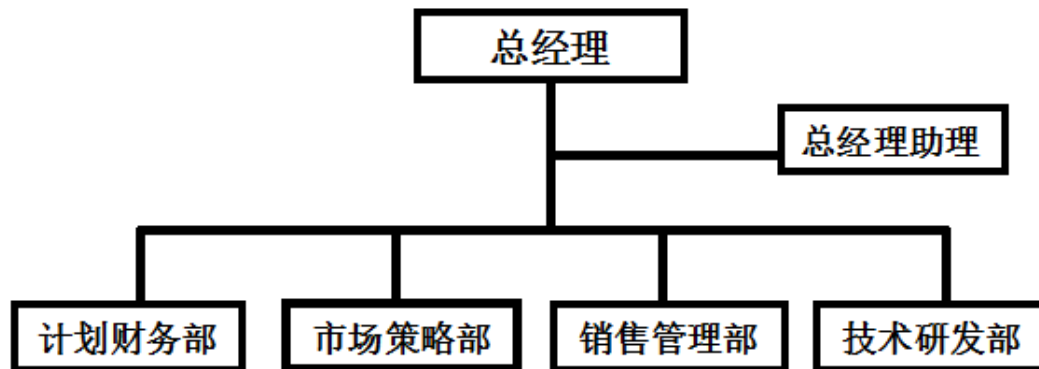 总经理
总经理助理
计划财务部
市场策略部
销售管理部
技术研发部